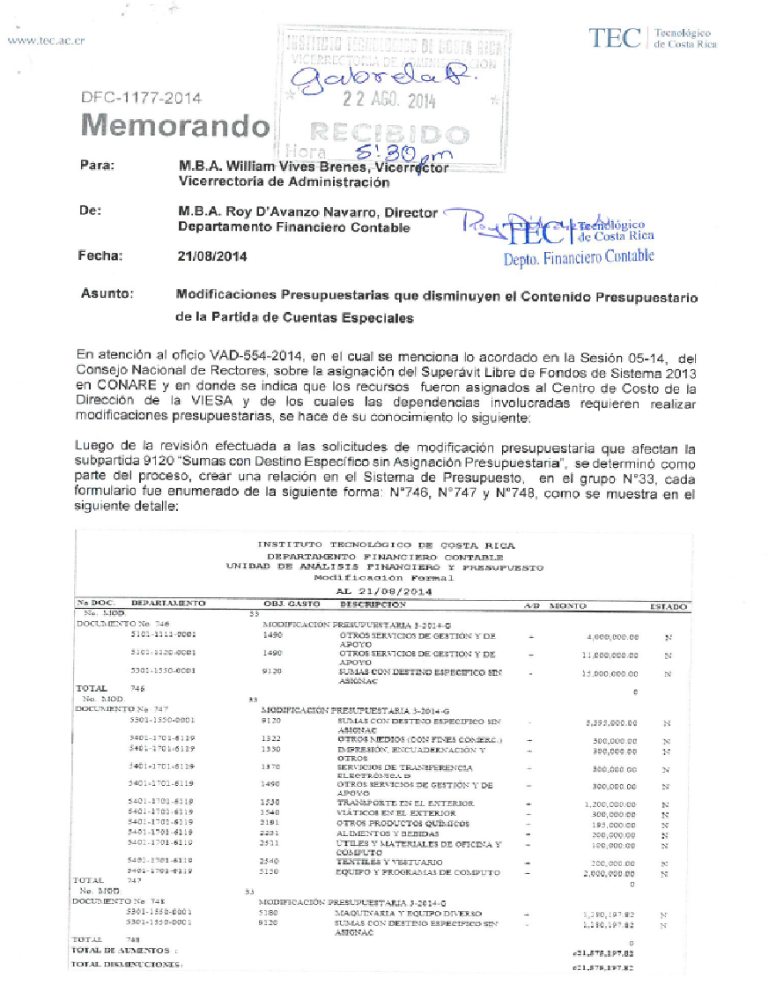 www.tec.ac.cr
TEC | Tecnológico
de Costa Rica
INSTITUTO TECNOLOGICO DE COSTA RICA
VICERRECTORIA DE ADMINISTRACION
Gabriela R.
22 AGO. 2014
RECIBIDO
Hora 5:30 pm
DFC-1177-2014
Memorando
Para: M.B.A. William Vives Brenes, Vicerrector
Vicerrectoría de Administración
De: M.B.A. Roy D'Avanzo Navarro, Director
Departamento Financiero Contable
TEC | Tecnológico
de Costa Rica
Depto. Financiero Contable
Fecha: 21/08/2014
Asunto: Modificaciones Presupuestarias que disminuyen el Contenido Presupuestario
de la Partida de Cuentas Especiales
En atención al oficio VAD-554-2014, en el cual se menciona lo acordado en la Sesión 05-14, del
Consejo Nacional de Rectores, sobre la asignación del Superávit Libre de Fondos de Sistema 2013
en CONARE y en donde se indica que los recursos fueron asignados al Centro de Costo de la
Dirección de la VIESA y de los cuales las dependencias involucradas requieren realizar
modificaciones presupuestarias, se hace de su conocimiento lo siguiente:
Luego de la revisión efectuada a las solicitudes de modificación presupuestaria que afectan la
subpartida 9120 "Sumas con Destino Específico sin Asignación Presupuestaria", se determinó como
parte del proceso, crear una relación en el Sistema de Presupuesto, en el grupo N°33, cada
formulario fue enumerado de la siguiente forma: N°746, N°747 y N°748, como se muestra en el
siguiente detalle:
INSTITUTO TECNOLÓGICO DE COSTA RICA
DEPARTAMENTO FINANCIERO CONTABLE
UNIDAD DE ANÁLISIS FINANCIERO Y PRESUPUESTO
Modificación Formal
AL 21/08/2014
No DOC. DEPARTAMENTO OBJ. GASTO DESCRIPCION A/D MONTO ESTADO
No. MOD. 33
DOCUMENTO No 746 MODIFICACIÓN PRESUPUESTARIA 3-2014-G
5101-1111-0001 1490 OTROS SERVICIOS DE GESTIÓN Y DE + 4,000,000.00 N
APOYO
5101-1130-0001 1490 OTROS SERVICIOS DE GESTIÓN Y DE + 11,000,000.00 N
APOYO
5301-1550-0001 9120 SUMAS CON DESTINO ESPECIFICO SIN - 15,000,000.00 N
ASIGNAC
TOTAL 746 0
No. MOD. 33
DOCUMENTO No 747 MODIFICACIÓN PRESUPUESTARIA 3-2014-G
5301-1550-0001 9120 SUMAS CON DESTINO ESPECIFICO SIN - 5,395,000.00 N
ASIGNAC
5401-1701-6119 1322 OTROS MEDIOS (CON FINES COMERC.) + 500,000.00 N
5401-1701-6119 1330 IMPRESIÓN, ENCUADERNACIÓN Y + 300,000.00 N
OTROS
5401-1701-6119 1370 SERVICIOS DE TRANSFERENCIA + 300,000.00 N
ELECTRÓNICA D
5401-1701-6119 1490 OTROS SERVICIOS DE GESTIÓN Y DE + 300,000.00 N
APOYO
5401-1701-6119 1530 TRANSPORTE EN EL EXTERIOR + 1,200,000.00 N
5401-1701-6119 1540 VIÁTICOS EN EL EXTERIOR + 300,000.00 N
5401-1701-6119 2191 OTROS PRODUCTOS QUÍMICOS + 195,000.00 N
5401-1701-6119 2231 ALIMENTOS Y BEBIDAS + 200,000.00 N
5401-1701-6119 2511 UTILES Y MATERIALES DE OFICINA Y + 100,000.00 N
COMPUTO
5401-1701-6119 2540 TEXTILES Y VESTUARIO + 200,000.00 N
5401-1701-6119 5150 EQUIPO Y PROGRAMAS DE COMPUTO + 2,000,000.00 N
TOTAL 747 0
No. MOD. 33
DOCUMENTO No 748 MODIFICACIÓN PRESUPUESTARIA 3-2014-G
5301-1550-0001 5180 MAQUINARIA Y EQUIPO DIVERSO + 1,180,197.82 N
5301-1550-0001 9120 SUMAS CON DESTINO ESPECIFICO SIN - 1,180,197.82 N
ASIGNAC
TOTAL 748 0
TOTAL DE AUMENTOS : ¢21,575,197.82
TOTAL DISMINUCIONES: ¢21,575,197.82